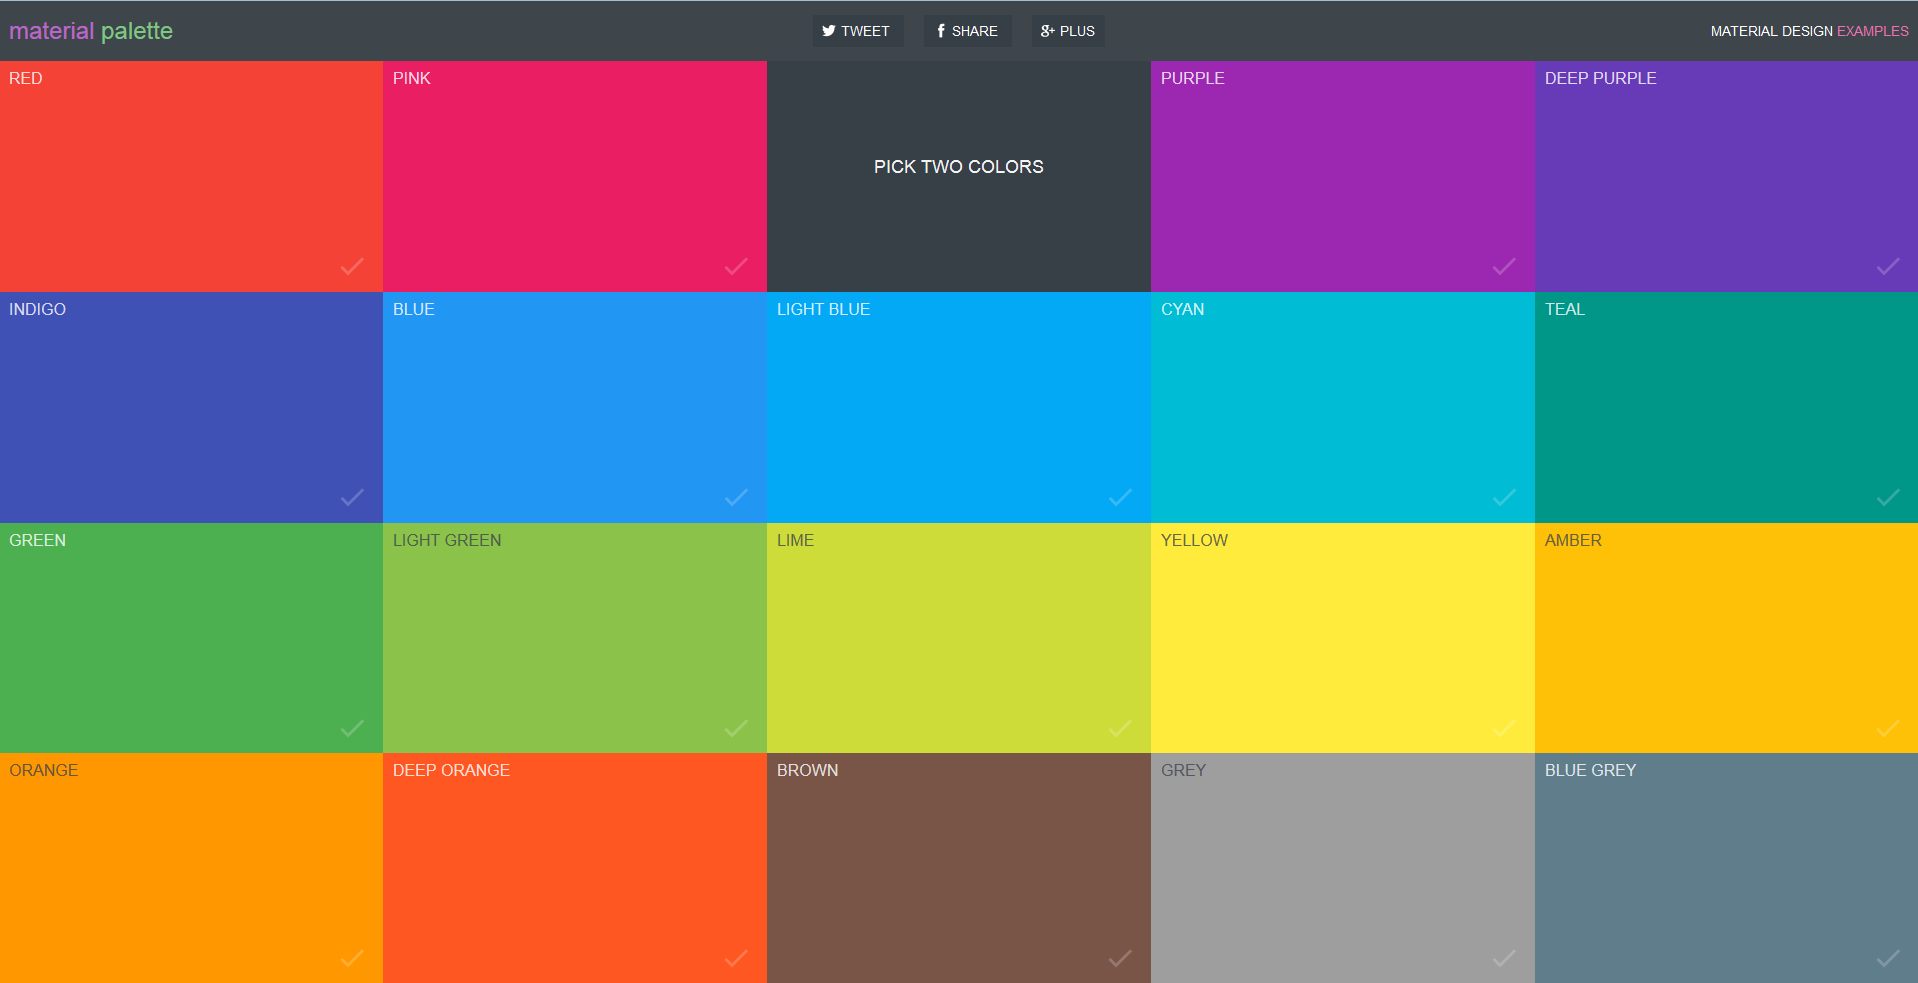 material palette
TWEET
SHARE
PLUS
MATERIAL DESIGN EXAMPLES
RED
PINK
PICK TWO COLORS
PURPLE
DEEP PURPLE
INDIGO
BLUE
LIGHT BLUE
CYAN
TEAL
GREEN
LIGHT GREEN
LIME
YELLOW
AMBER
ORANGE
DEEP ORANGE
BROWN
GREY
BLUE GREY